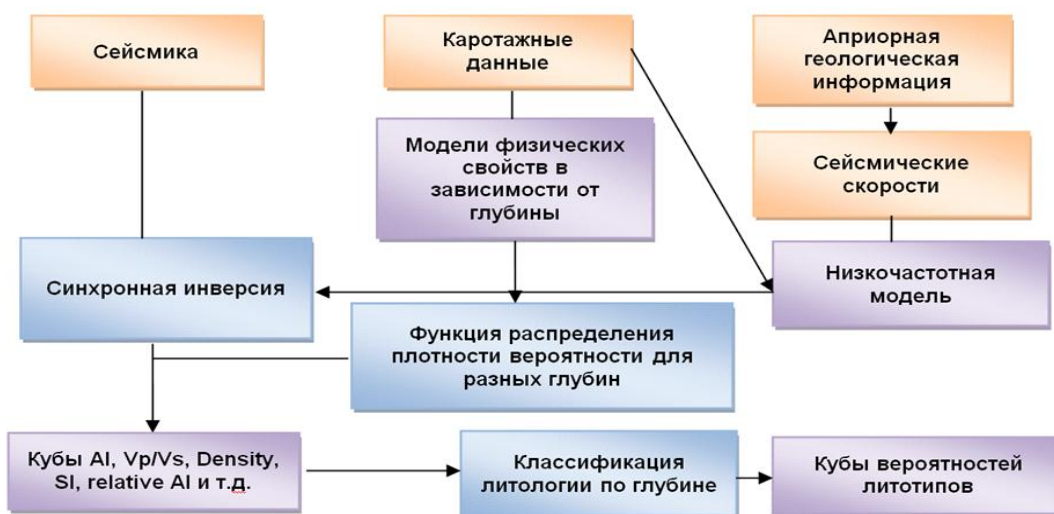 Сейсмика
Каротажные
данные
Априорная
геологическая
информация
Модели физических
свойств в
зависимости от
глубины
Сейсмические
скорости
Синхронная инверсия
Низкочастотная
модель
Функция распределения
плотности вероятности для
разных глубин
Кубы AI, Vp/Vs, Density,
SI, relative AI и т.д.
Классификация
литологии по глубине
Кубы вероятностей
литотипов